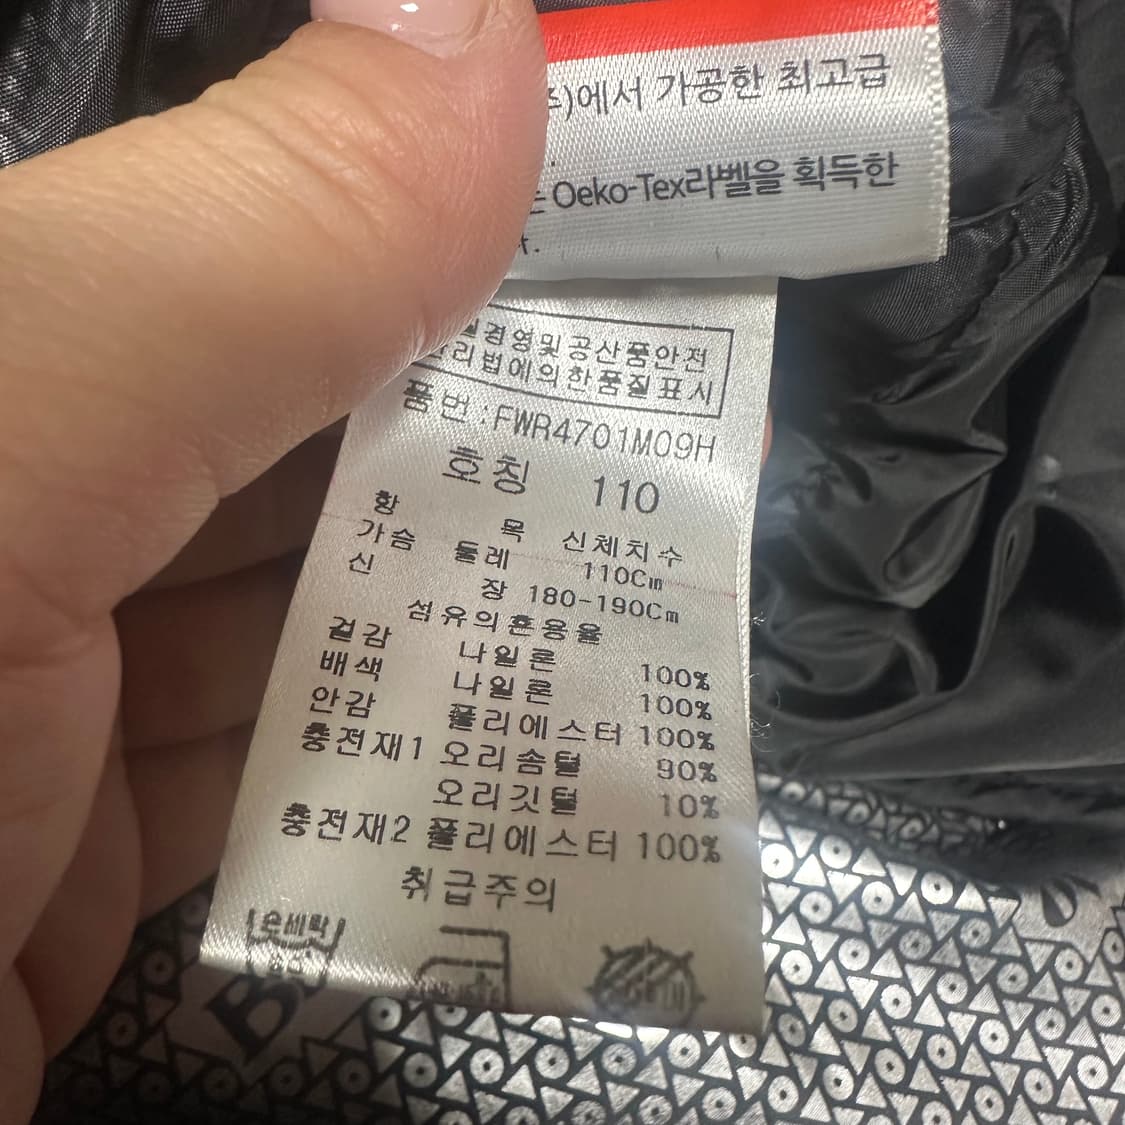 에서 가공한 최고급
Oeko-Tex라벨을 획득한
경영및공산품안전
리법에의한품질표시
품번:FWR4701M09H
호칭 110
항 목 신체치수
가슴 둘레 110Cm
신 장 180-190Cm
섬유의혼용율
겉감 나일론 100%
배색 나일론 100%
안감 폴리에스터 100%
충전재1 오리솜털 90%
오리깃털 10%
충전재2 폴리에스터 100%
취급주의
손세탁